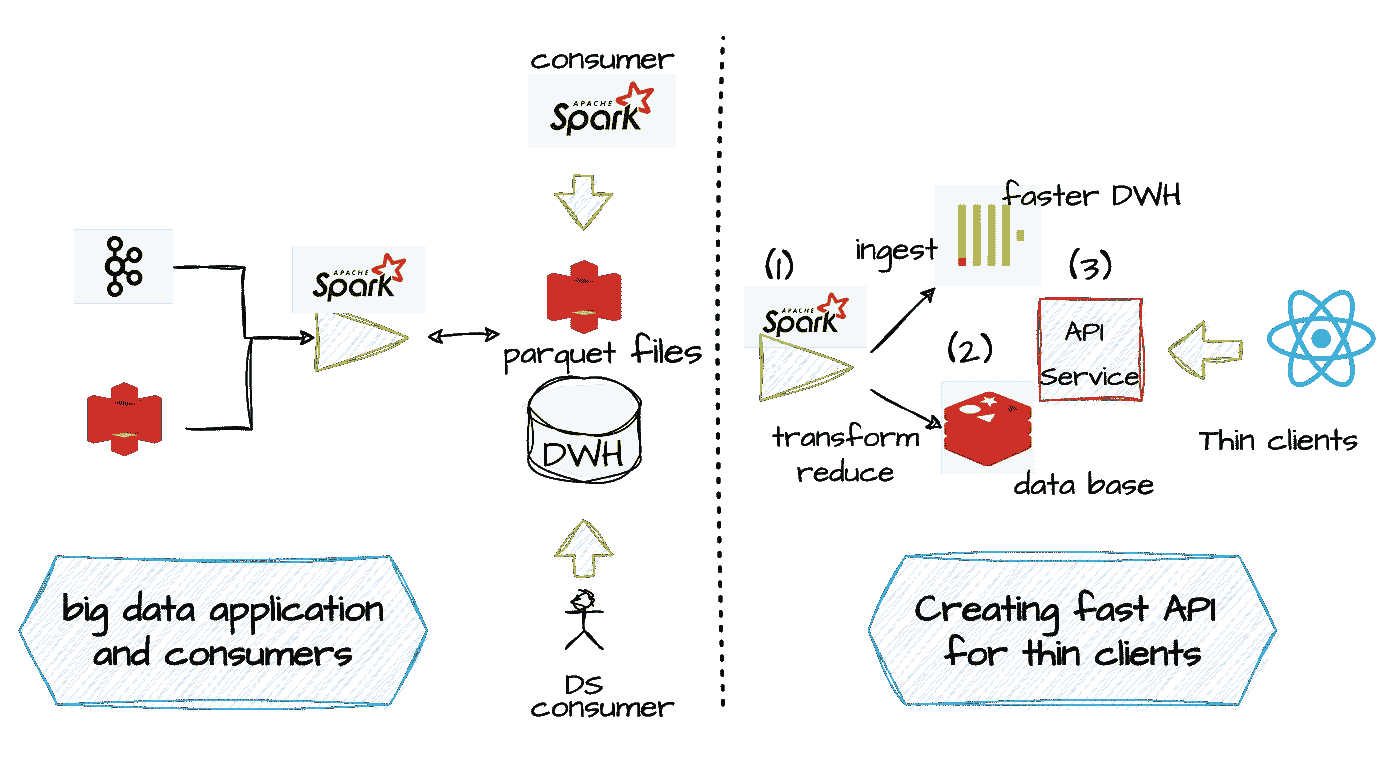 consumer
APACHE
Spark
APACHE
Spark
parquet files
DWH
DS
consumer
big data application
and consumers
faster DWH
ingest
(1)
(3)
APACHE
Spark
(2)
API
Service
transform
reduce
data base
Thin clients
Creating fast API
for thin clients